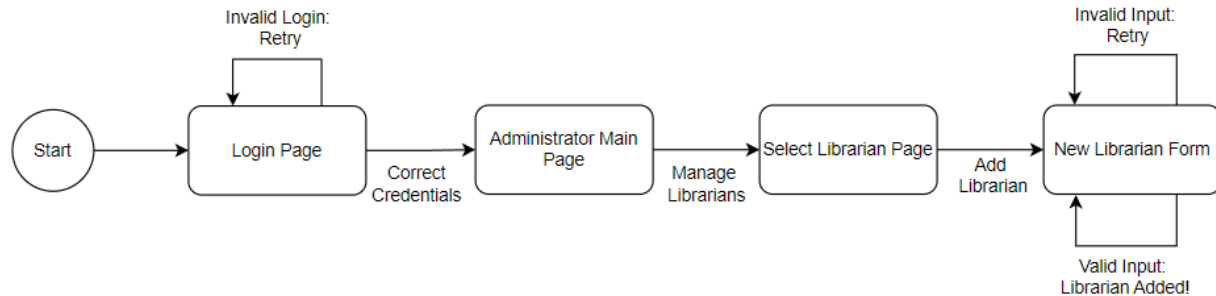 Invalid Login:
Retry
Invalid Input:
Retry
Start
Login Page
Administrator Main
Page
Select Librarian Page
New Librarian Form
Correct
Credentials
Manage
Librarians
Add
Librarian
Valid Input:
Librarian Added!